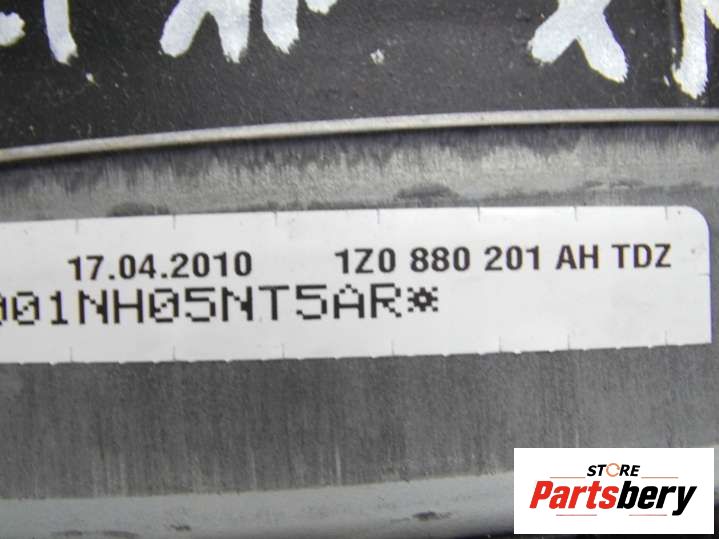 17.04.2010 1Z0 880 201 AH TDZ
001NH05NT5AR*
STORE
Partsbery